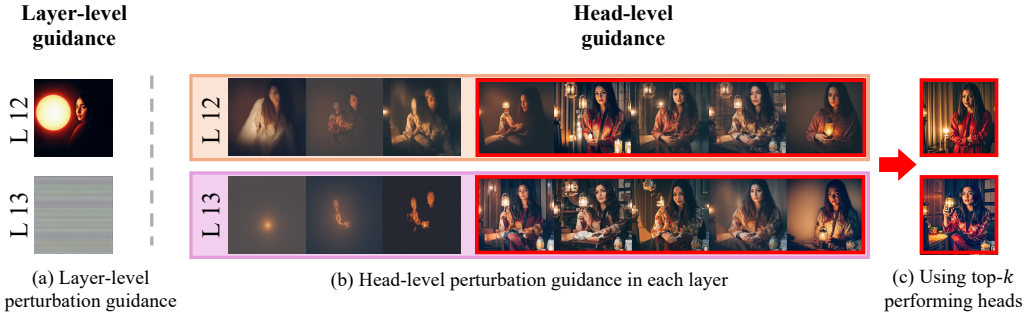 Layer-level
guidance
Head-level
guidance
L 12
L 12
L 13
L 13
(a) Layer-level
perturbation guidance
(b) Head-level perturbation guidance in each layer
(c) Using top-k
performing heads